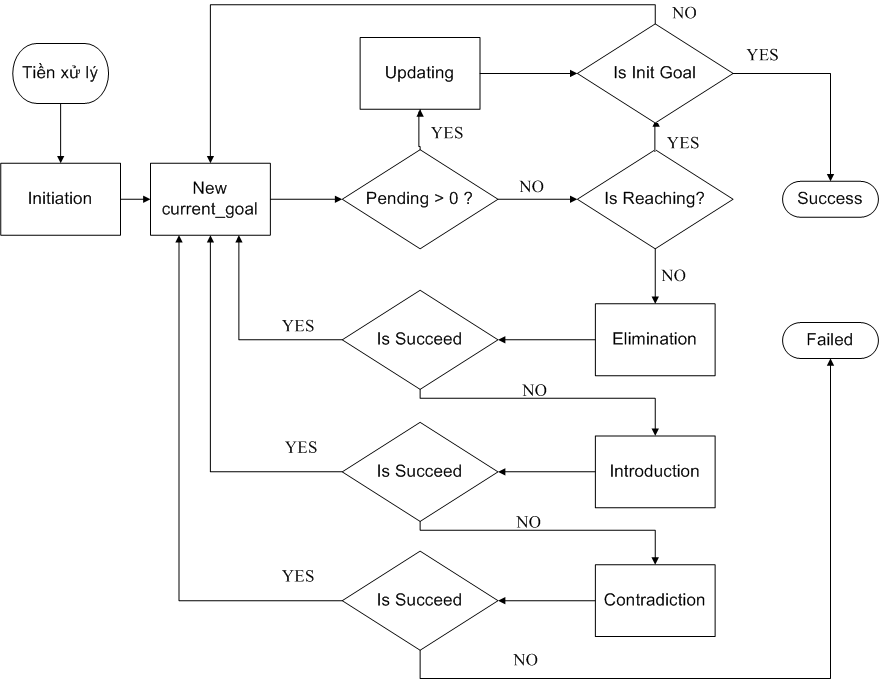 NO
YES
Tiền xử lý
Updating
Is Init Goal
YES
YES
Initiation
New
current_goal
Pending > 0 ?
NO
Is Reaching?
Success
NO
YES
Is Succeed
Elimination
Failed
NO
YES
Is Succeed
Introduction
NO
YES
Is Succeed
Contradiction
NO